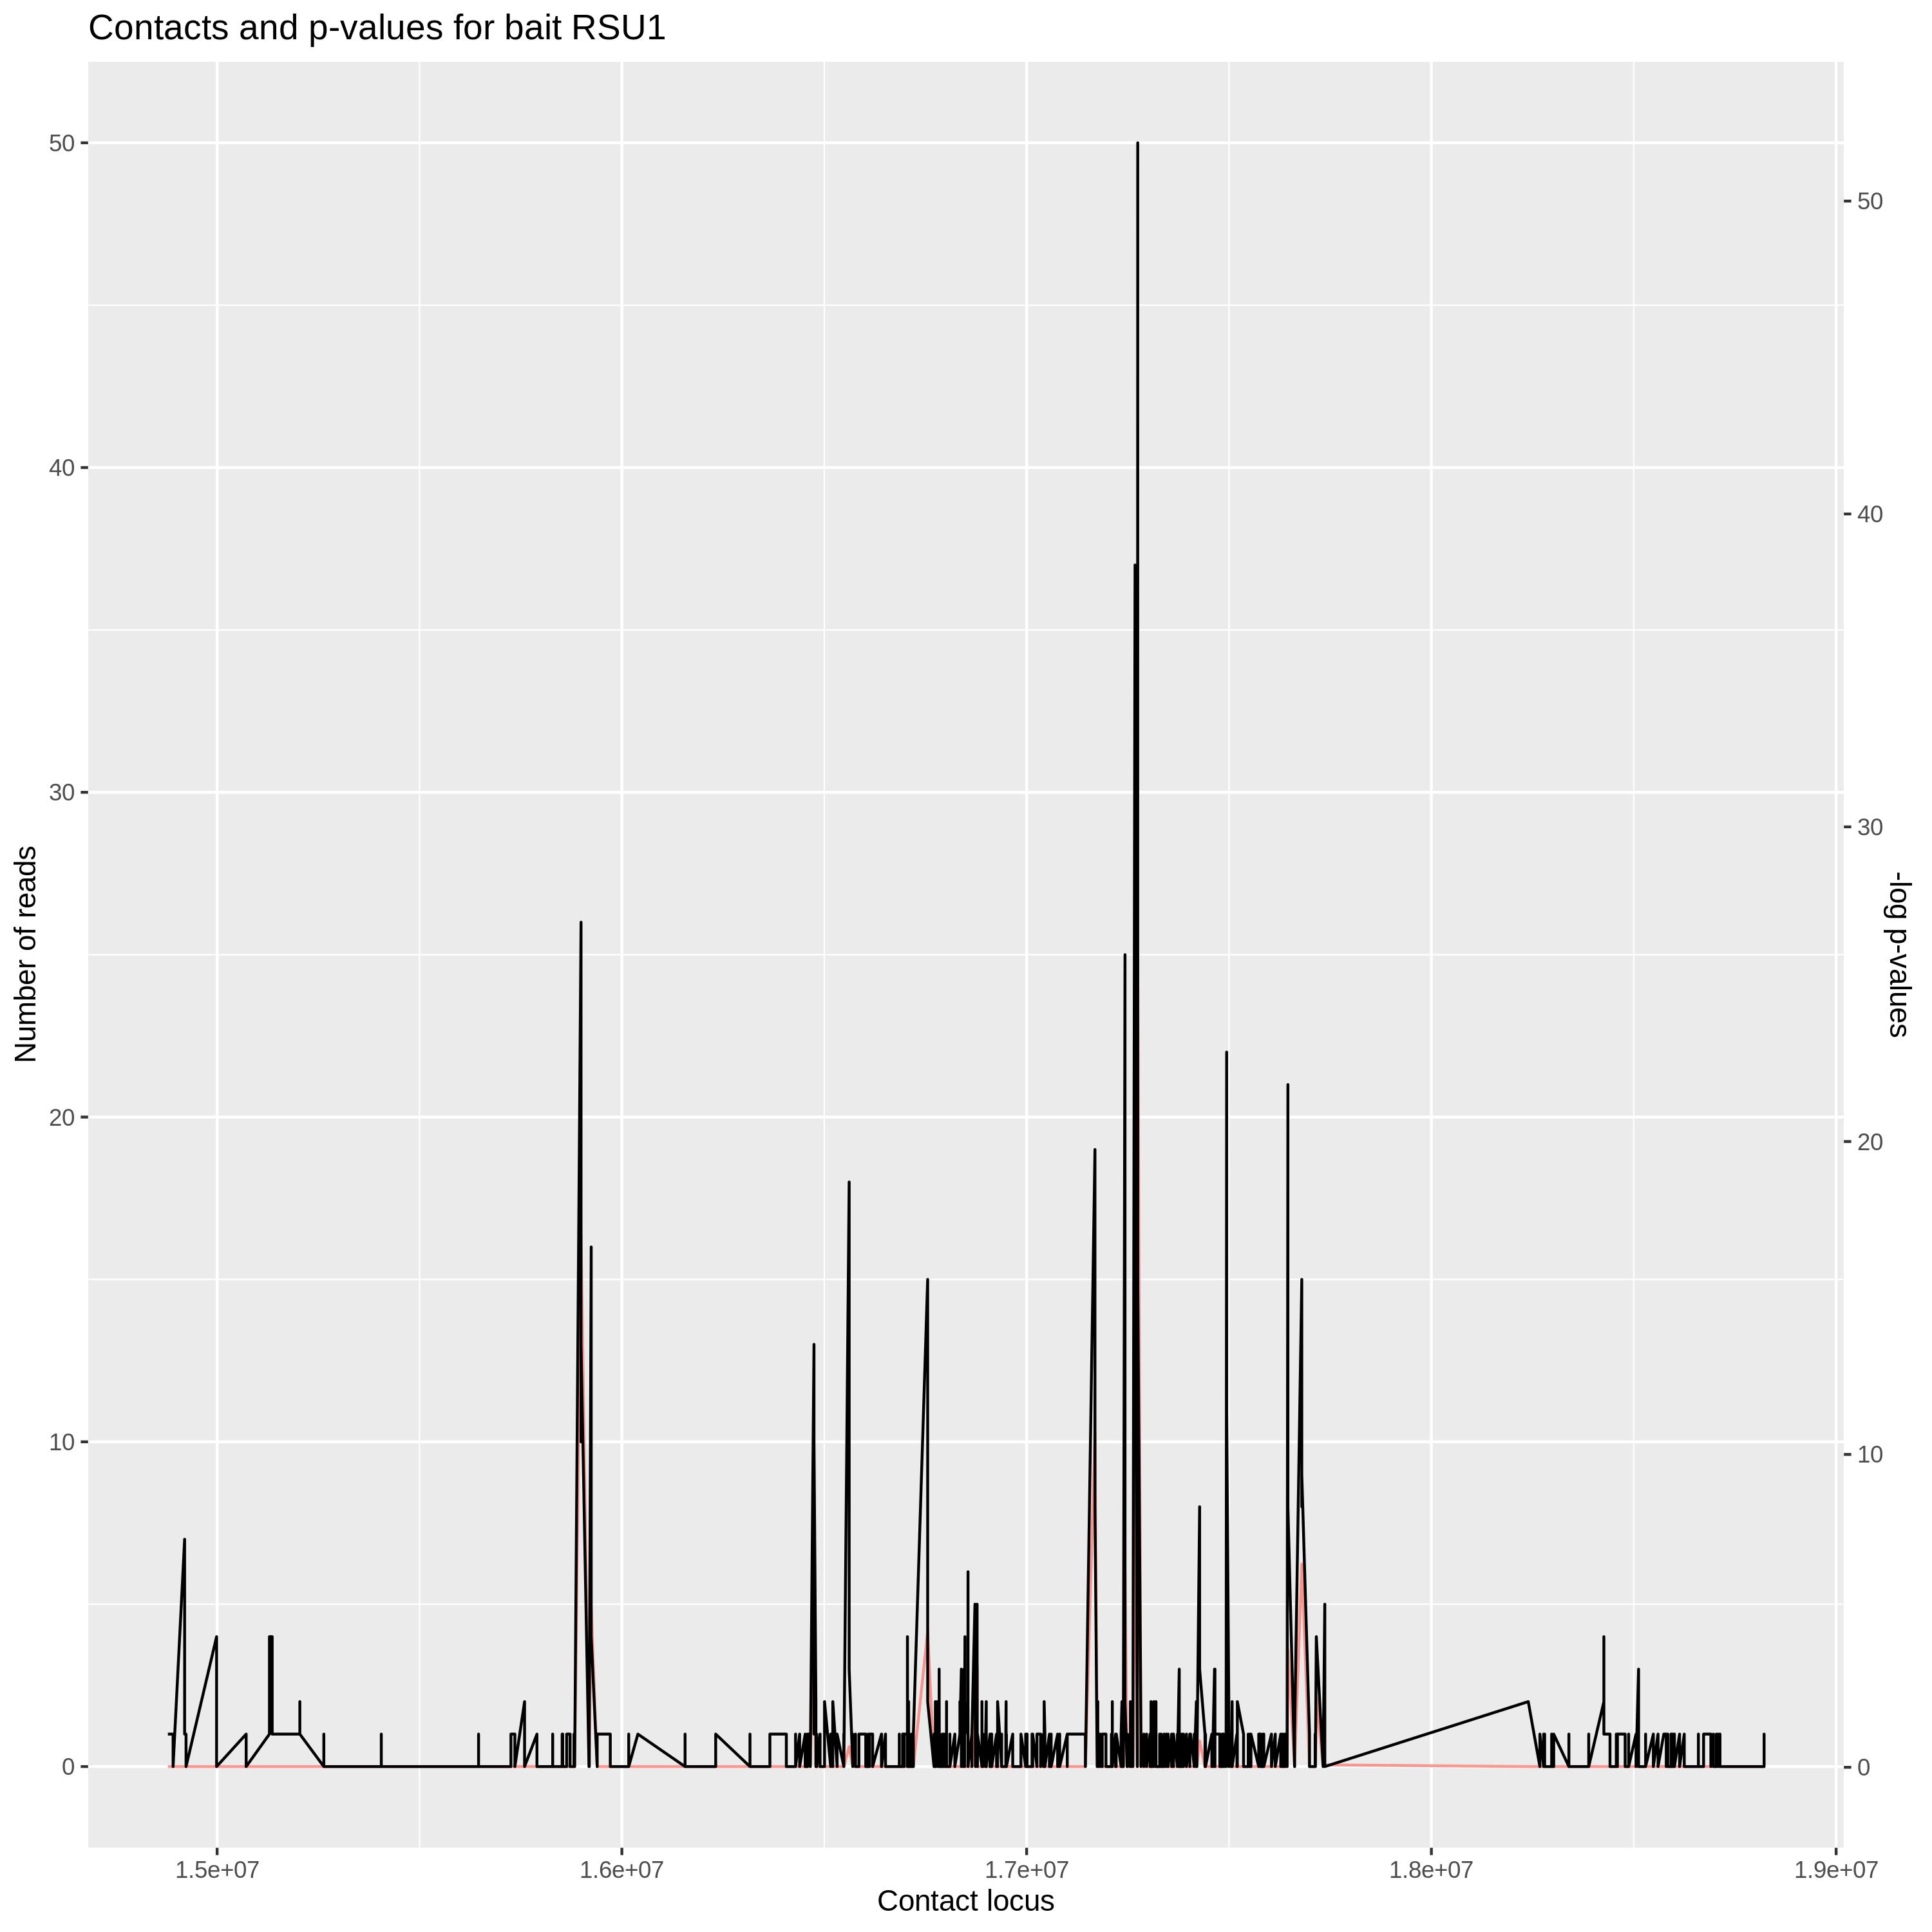 Contacts and p-values for bait RSU1
50
40
30
20
10
0
Number of reads
50
40
30
20
10
0
-log p-values
1.5e+07
1.6e+07
1.7e+07
1.8e+07
1.9e+07
Contact locus